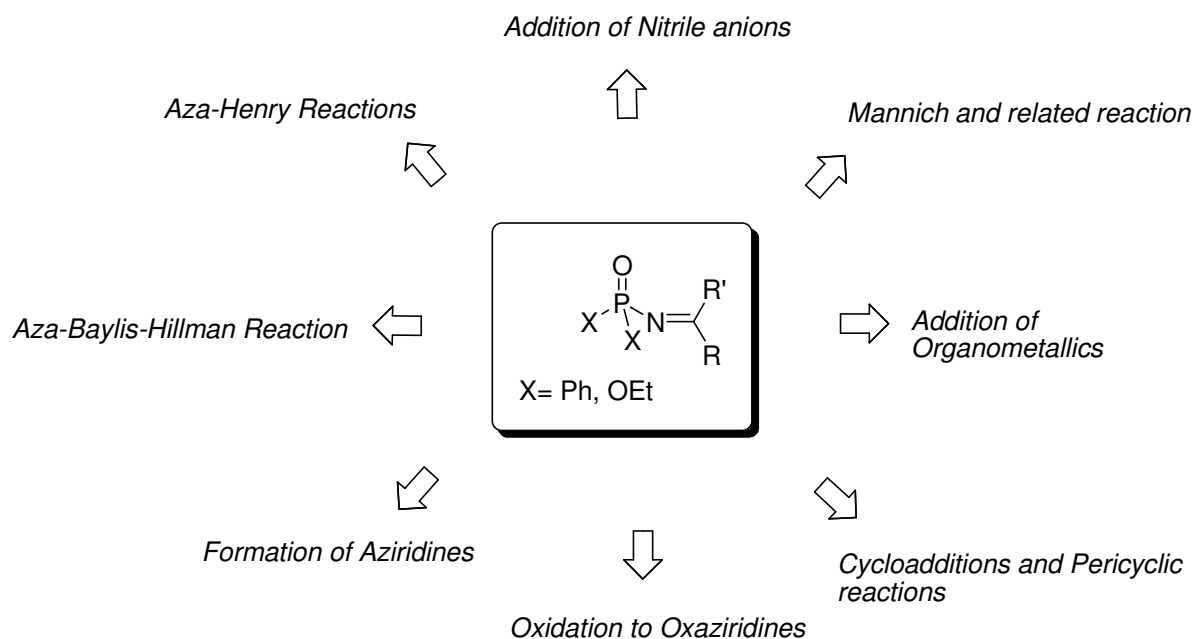 Addition of Nitrile anions
Aza-Henry Reactions
Mannich and related reaction
O
R'
P
X
N
X
R
X= Ph, OEt
Aza-Baylis-Hillman Reaction
Addition of
Organometallics
Formation of Aziridines
Cycloadditions and Pericyclic
reactions
Oxidation to Oxaziridines